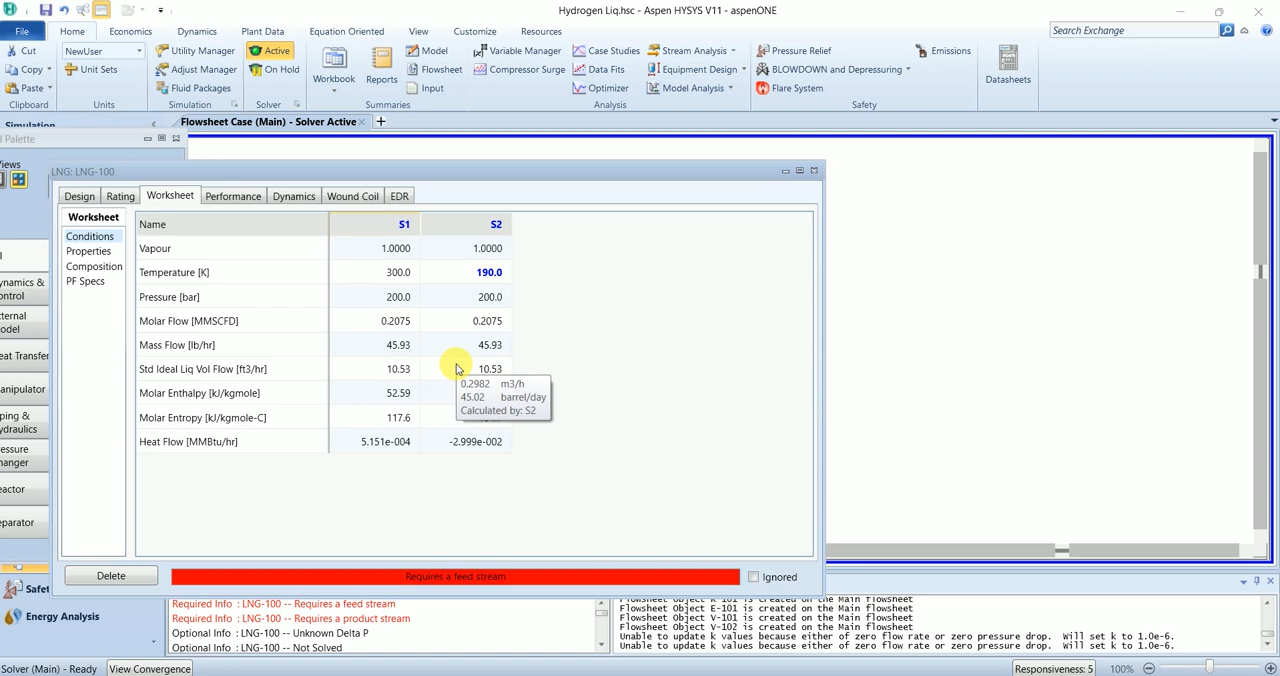 Hydrogen Liq.hsc - Aspen HYSYS V11 - aspenONE
File Home Economics Dynamics Plant Data Equation Oriented View Customize Resources Search Exchange
Cut NewUser Utility Manager Active Model Variable Manager Case Studies Stream Analysis Pressure Relief Emissions
Copy Unit Sets Adjust Manager On Hold Workbook Reports Flowsheet Compressor Surge Data Fits Equipment Design BLOWDOWN and Depressuring Datasheets
Paste Fluid Packages Input Optimizer Model Analysis Flare System
Clipboard Units Simulation Solver Summaries Analysis Safety
Simulation Flowsheet Case (Main) - Solver Active
Palette
LNG: LNG-100
Design Rating Worksheet Performance Dynamics Wound Coil EDR
Worksheet
Conditions
Properties
Composition
PF Specs
Name S1 S2
Vapour 1.0000 1.0000
Temperature [K] 300.0 190.0
Pressure [bar] 200.0 200.0
Molar Flow [MMSCFD] 0.2075 0.2075
Mass Flow [lb/hr] 45.93 45.93
Std Ideal Liq Vol Flow [ft3/hr] 10.53 10.53
Molar Enthalpy [kJ/kgmole] 52.59
Molar Entropy [kJ/kgmole-C] 117.6
Heat Flow [MMBtu/hr] 5.151e-004 -2.999e-002
0.2982 m3/h
45.02 barrel/day
Calculated by: S2
Delete Requires a feed stream Ignored
Energy Analysis
Required Info : LNG-100 -- Requires a feed stream
Required Info : LNG-100 -- Requires a product stream
Optional Info : LNG-100 -- Unknown Delta P
Optional Info : LNG-100 -- Not Solved
Flowsheet Object K-101 is created on the Main flowsheet
Flowsheet Object E-101 is created on the Main flowsheet
Flowsheet Object V-102 is created on the Main flowsheet
Unable to update k values because either of zero flow rate or zero pressure drop. Will set k to 1.0e-6.
Unable to update k values because either of zero flow rate or zero pressure drop. Will set k to 1.0e-6.
Solver (Main) - Ready View Convergence Responsiveness: 5 100%